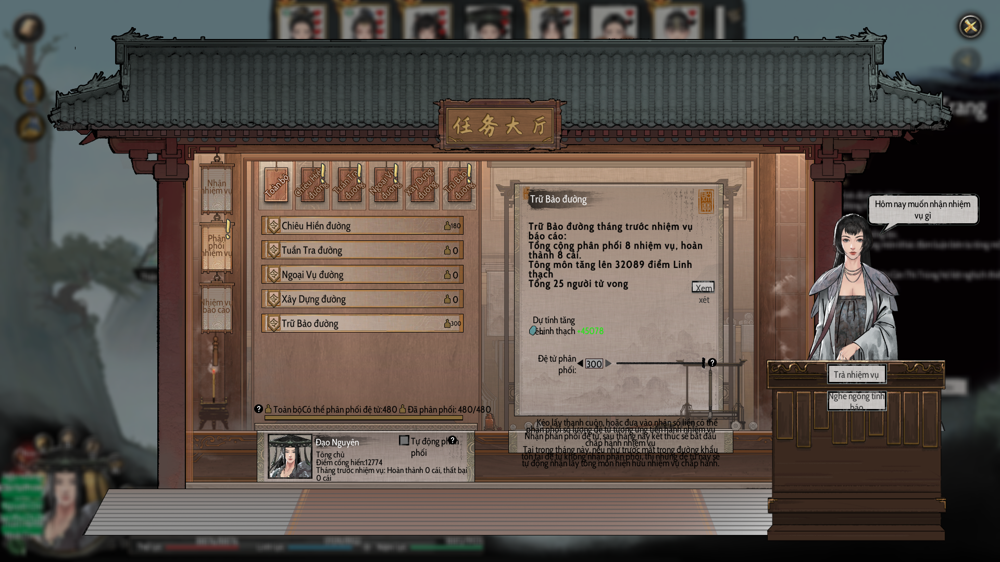 任务大厅
Nhận
nhiệm vụ
Phân
phối
nhiệm vụ
Nhiệm vụ
báo cáo
Toàn bộ
Chiêu Hiền
đường
Tuần Tra
đường
Ngoại Vụ
đường
Xây Dựng
đường
Trữ Bảo
đường
Chiêu Hiền đường 180
Tuần Tra đường 0
Ngoại Vụ đường 0
Xây Dựng đường 0
Trữ Bảo đường 300
Toàn bộCó thể phân phối đệ tử:480 Đã phân phối: 480/480
Đạo Nguyên
Tông chủ
Điểm cống hiến:12774
Tháng trước nhiệm vụ: Hoàn thành 0 cái, thất bại
0 cái
Tự động phân
phối
Trữ Bảo đường
Trữ Bảo đường tháng trước nhiệm vụ
báo cáo:
Tổng cộng phân phối 8 nhiệm vụ, hoàn
thành 8 cái.
Tông môn tăng lên 32089 điểm Linh
thạch
Tổng 25 người tử vong
Xem
xét
Dự tính tăng
lên: Linh thạch +45078
Đệ tử phân
phối:
300
Kéo lấy thanh cuộn, hoặc đưa vào nhân số liền có thể
phân phối số lượng đệ tử tương ứng tiến hành nhiệm vụ
Nhận phân phối đệ tử, sau tháng này kết thúc sẽ bắt đầu
chấp hành nhiệm vụ
Tại trong tháng này, nếu như trước mắt trong đường khẩu
tồn tại đệ tử không nhận phân phối, thì những đệ tử này sẽ
tự động nhận lấy tông môn hiện hữu nhiệm vụ chấp hành.
Hôm nay muốn nhận nhiệm
vụ gì
Trả nhiệm vụ
Nghe ngóng tình
báo